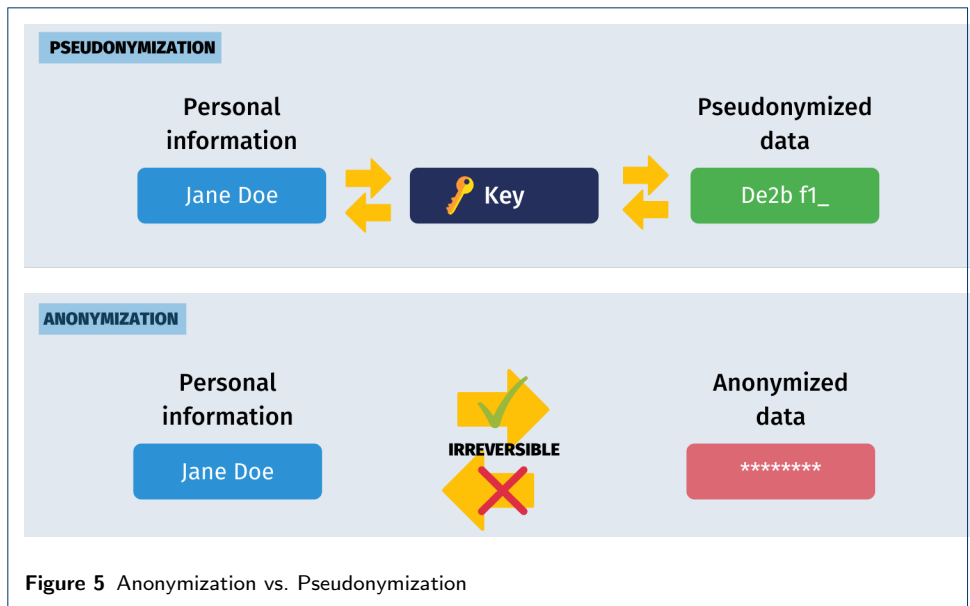 PSEUDONYMIZATION
Personal
information
Pseudonymized
data
Jane Doe
Key
De2b f1_
ANONYMIZATION
Personal
information
Anonymized
data
IRREVERSIBLE
Jane Doe
********
Figure 5 Anonymization vs. Pseudonymization